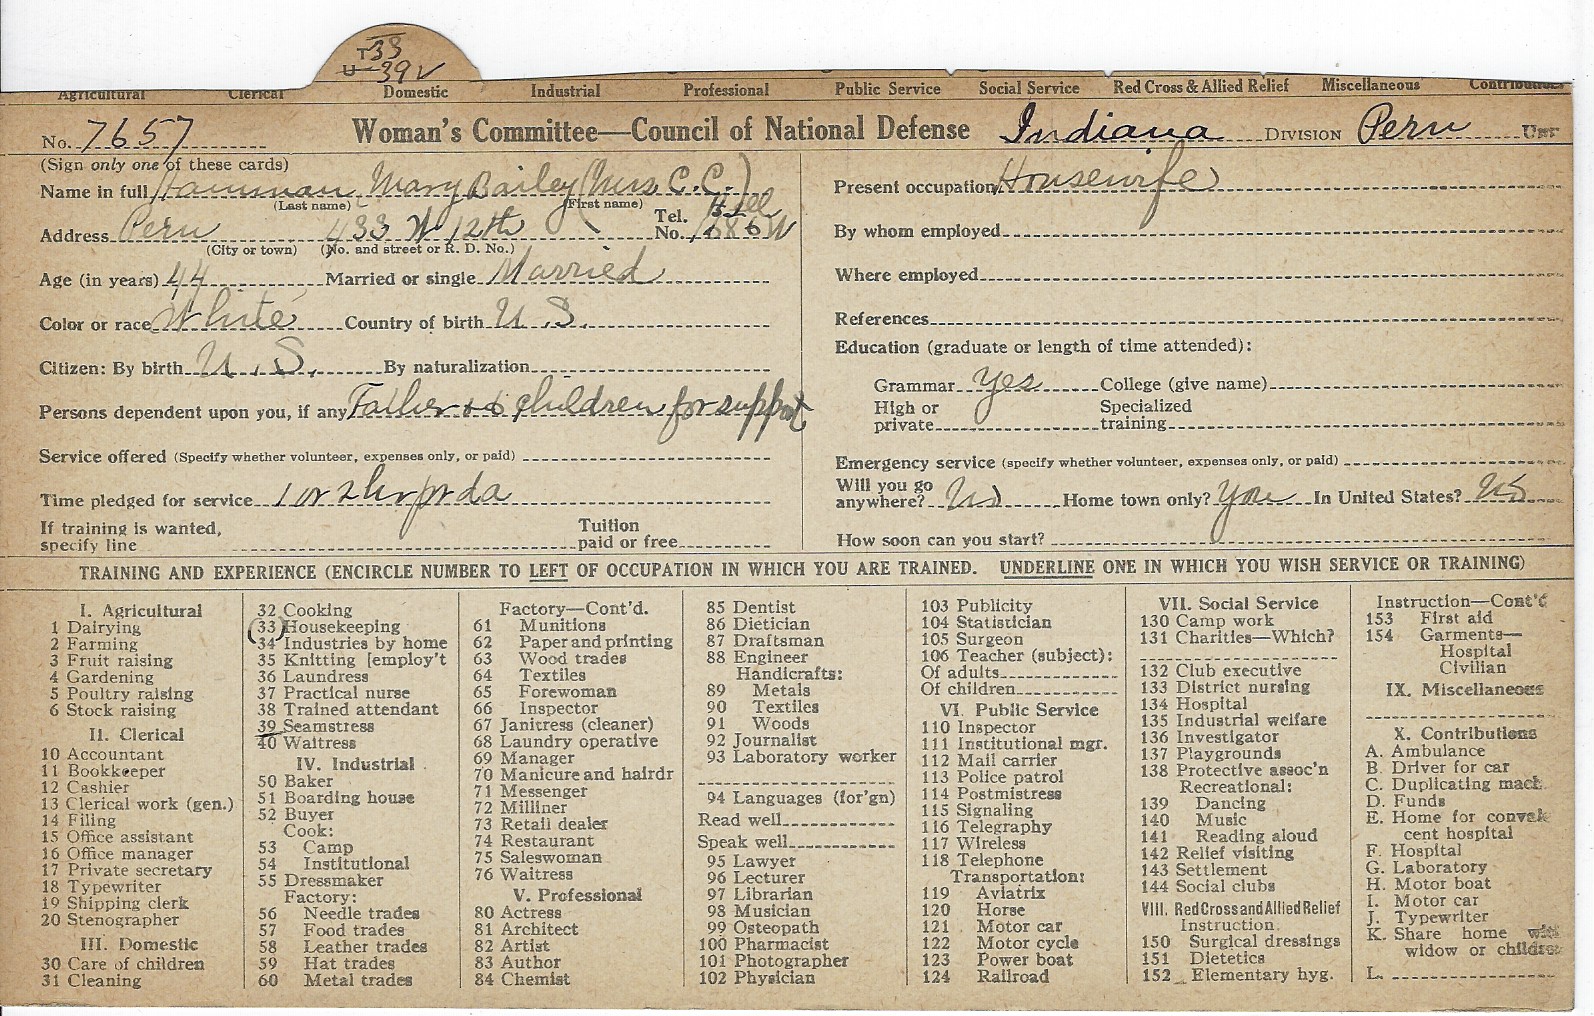 T 33
U 39 V
Agricultural Clerical Domestic Industrial Professional Public Service Social Service Red Cross & Allied Relief Miscellaneous Contributions
No. 7657 Woman's Committee—Council of National Defense Indiana DIVISION Peru UNIT
(Sign only one of these cards)
Name in full Mary Bailey (Mrs. C. C.)
(Last name) (First name)
Address Peru 433 W 12th Tel. No.
(City or town) (No. and street or R. D. No.)
Age (in years) 44 Married or single Married
Color or race White Country of birth U. S.
Citizen: By birth U. S. By naturalization
Persons dependent upon you, if any Father + 6 children for support
Service offered (Specify whether volunteer, expenses only, or paid)
Time pledged for service 1 or 2 hr pr da
If training is wanted, specify line Tuition paid or free
Present occupation Housewife
By whom employed
Where employed
References
Education (graduate or length of time attended):
Grammar yes College (give name)
High or private Specialized training
Emergency service (specify whether volunteer, expenses only, or paid)
Will you go anywhere? Home town only? In United States?
How soon can you start?
TRAINING AND EXPERIENCE (ENCIRCLE NUMBER TO LEFT OF OCCUPATION IN WHICH YOU ARE TRAINED. UNDERLINE ONE IN WHICH YOU WISH SERVICE OR TRAINING)
I. Agricultural
1 Dairying
2 Farming
3 Fruit raising
4 Gardening
5 Poultry raising
6 Stock raising
II. Clerical
10 Accountant
11 Bookkeeper
12 Cashier
13 Clerical work (gen.)
14 Filing
15 Office assistant
16 Office manager
17 Private secretary
18 Typewriter
19 Shipping clerk
20 Stenographer
III. Domestic
30 Care of children
31 Cleaning
32 Cooking
33 Housekeeping
34 Industries by home
35 Knitting [employ't
36 Laundress
37 Practical nurse
38 Trained attendant
39 Seamstress
40 Waitress
IV. Industrial
50 Baker
51 Boarding house
52 Buyer
Cook:
53 Camp
54 Institutional
55 Dressmaker
Factory:
56 Needle trades
57 Food trades
58 Leather trades
59 Hat trades
60 Metal trades
Factory—Cont'd.
61 Munitions
62 Paper and printing
63 Wood trades
64 Textiles
65 Forewoman
66 Inspector
67 Janitress (cleaner)
68 Laundry operative
69 Manager
70 Manicure and hairdr
71 Messenger
72 Milliner
73 Retail dealer
74 Restaurant
75 Saleswoman
76 Waitress
V. Professional
80 Actress
81 Architect
82 Artist
83 Author
84 Chemist
85 Dentist
86 Dietician
87 Draftsman
88 Engineer
Handicrafts:
89 Metals
90 Textiles
91 Woods
92 Journalist
93 Laboratory worker
94 Languages (for'gn)
Read well
Speak well
95 Lawyer
96 Lecturer
97 Librarian
98 Musician
99 Osteopath
100 Pharmacist
101 Photographer
102 Physician
103 Publicity
104 Statistician
105 Surgeon
106 Teacher (subject):
Of adults
Of children
VI. Public Service
110 Inspector
111 Institutional mgr.
112 Mail carrier
113 Police patrol
114 Postmistress
115 Signaling
116 Telegraphy
117 Wireless
118 Telephone
Transportation:
119 Aviatrix
120 Horse
121 Motor car
122 Motor cycle
123 Power boat
124 Railroad
VII. Social Service
130 Camp work
131 Charities—Which?
132 Club executive
133 District nursing
134 Hospital
135 Industrial welfare
136 Investigator
137 Playgrounds
138 Protective assoc'n
Recreational:
139 Dancing
140 Music
141 Reading aloud
142 Relief visiting
143 Settlement
144 Social clubs
VIII. Red Cross and Allied Relief
Instruction:
150 Surgical dressings
151 Dietetics
152 Elementary hyg.
Instruction—Cont'd
153 First aid
154 Garments—
Hospital
Civilian
IX. Miscellaneous
X. Contributions
A. Ambulance
B. Driver for car
C. Duplicating mach.
D. Funds
E. Home for convales
cent hospital
F. Hospital
G. Laboratory
H. Motor boat
I. Motor car
J. Typewriter
K. Share home with
widow or children
L.